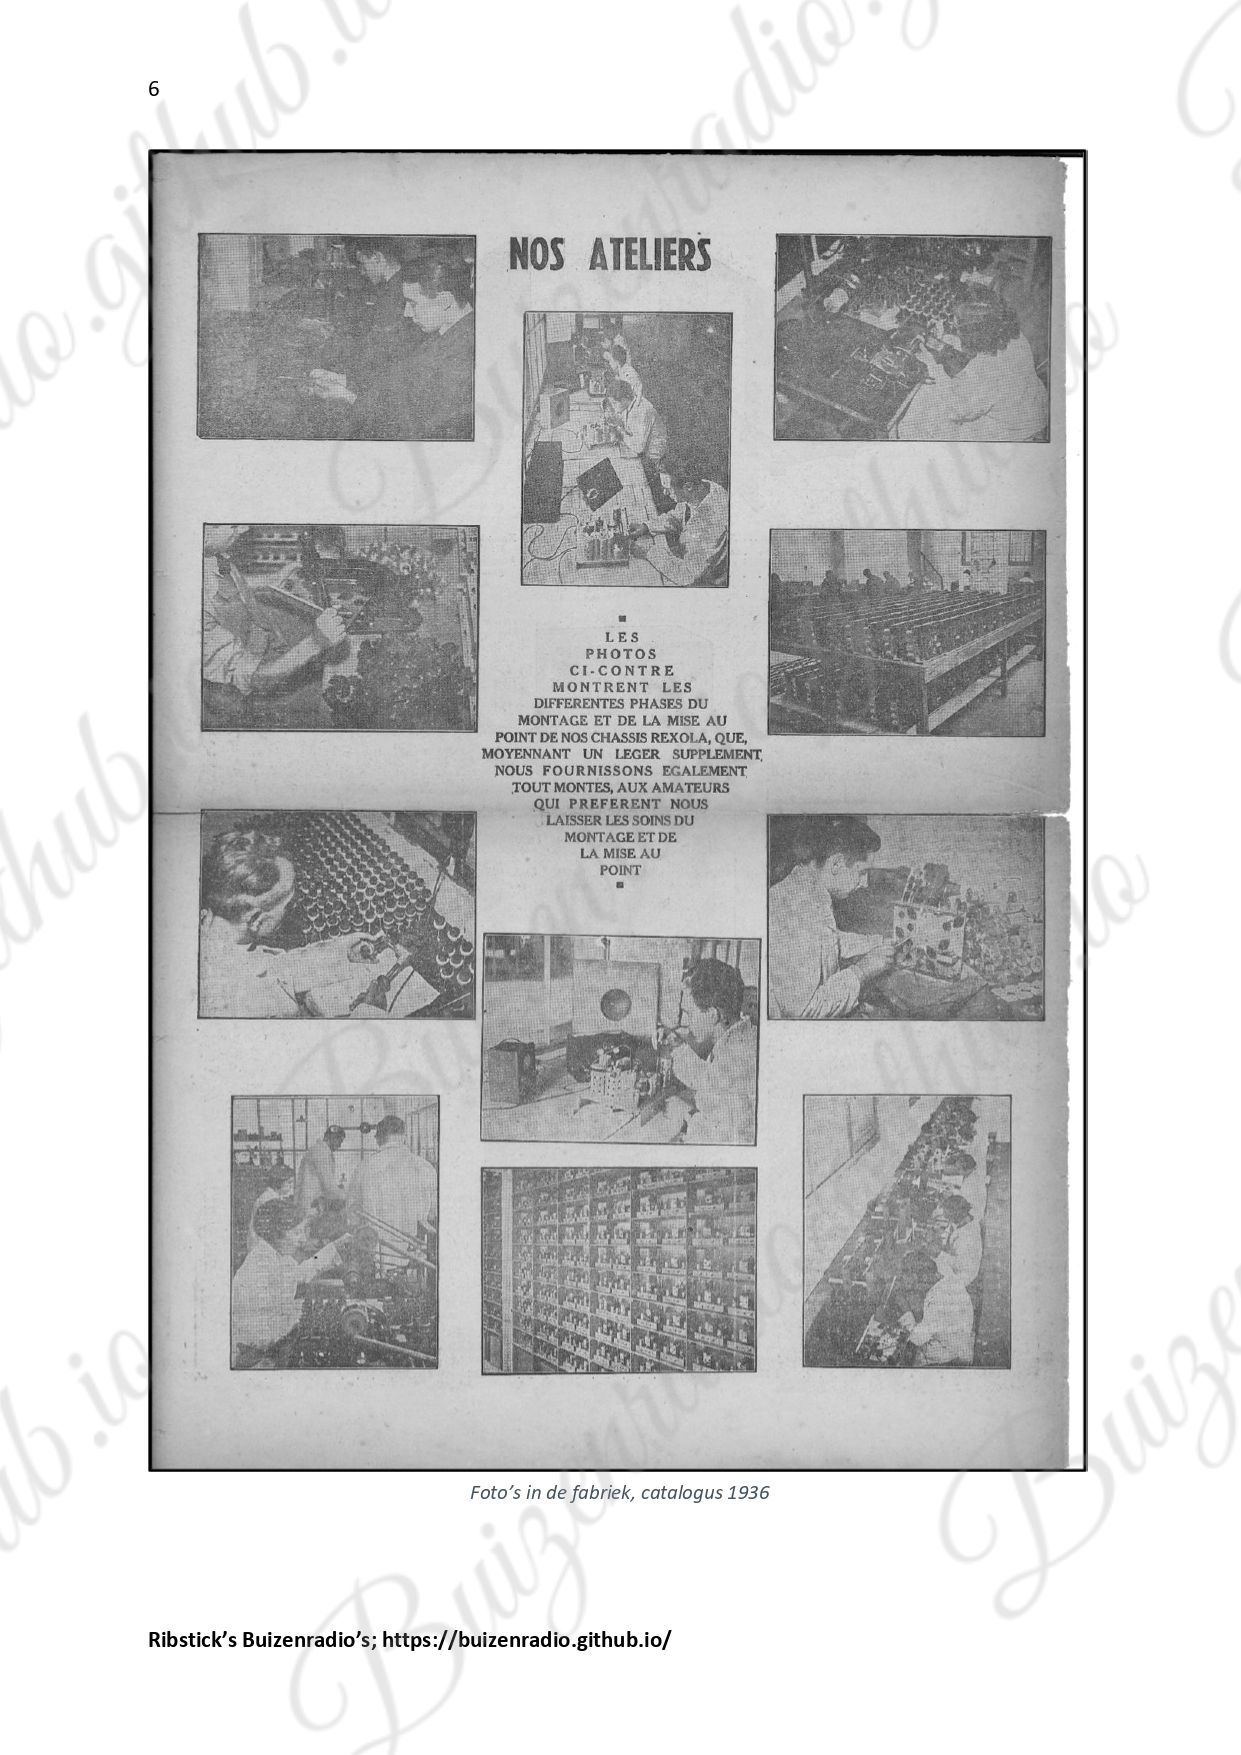 6
NOS ATELIERS
LES
PHOTOS
CI-CONTRE
MONTRENT LES
DIFFERENTES PHASES DU
MONTAGE ET DE LA MISE AU
POINT DE NOS CHASSIS REXOLA, QUE,
MOYENNANT UN LEGER SUPPLEMENT,
NOUS FOURNISSONS EGALEMENT
TOUT MONTES, AUX AMATEURS
QUI PREFERENT NOUS
LAISSER LES SOINS DU
MONTAGE ET DE
LA MISE AU
POINT
Foto's in de fabriek, catalogus 1936
Ribstick's Buizenradio's; https://buizenradio.github.io/
Buizenradio.github.io